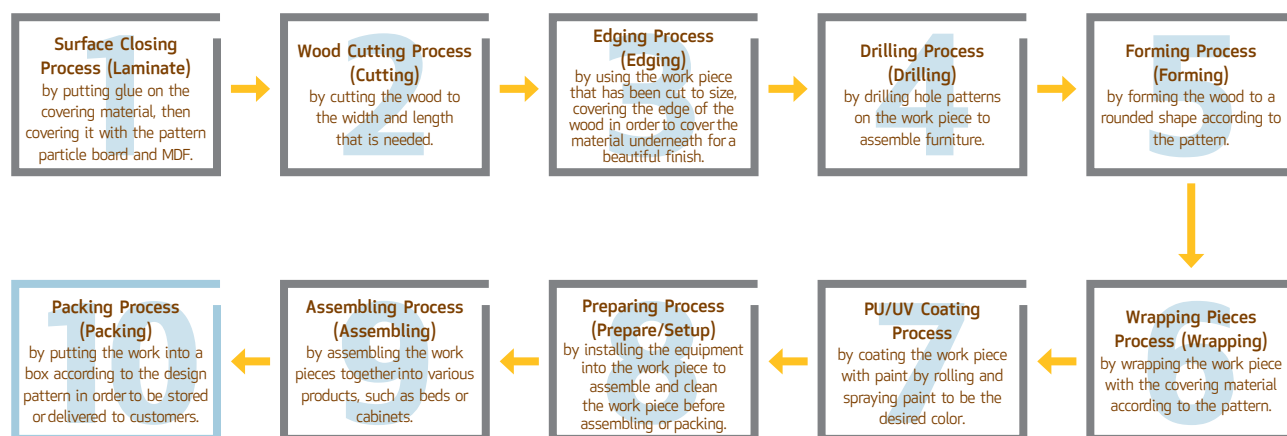 1
Surface Closing
Process (Laminate)
by putting glue on the
covering material, then
covering it with the pattern
particle board and MDF.
2
Wood Cutting Process
(Cutting)
by cutting the wood to
the width and length
that is needed.
3
Edging Process
(Edging)
by using the work piece
that has been cut to size,
covering the edge of the
wood in order to cover the
material underneath for a
beautiful finish.
4
Drilling Process
(Drilling)
by drilling hole patterns
on the work piece to
assemble furniture.
5
Forming Process
(Forming)
by forming the wood to a
rounded shape according to
the pattern.
6
Wrapping Pieces
Process (Wrapping)
by wrapping the work piece
with the covering material
according to the pattern.
7
PU/UV Coating
Process
by coating the work piece
with paint by rolling and
spraying paint to be the
desired color.
8
Preparing Process
(Prepare/Setup)
by installing the equipment
into the work piece to
assemble and clean
the work piece before
assembling or packing.
9
Assembling Process
(Assembling)
by assembling the work
pieces together into various
products, such as beds or
cabinets.
10
Packing Process
(Packing)
by putting the work into a
box according to the design
pattern in order to be stored
or delivered to customers.